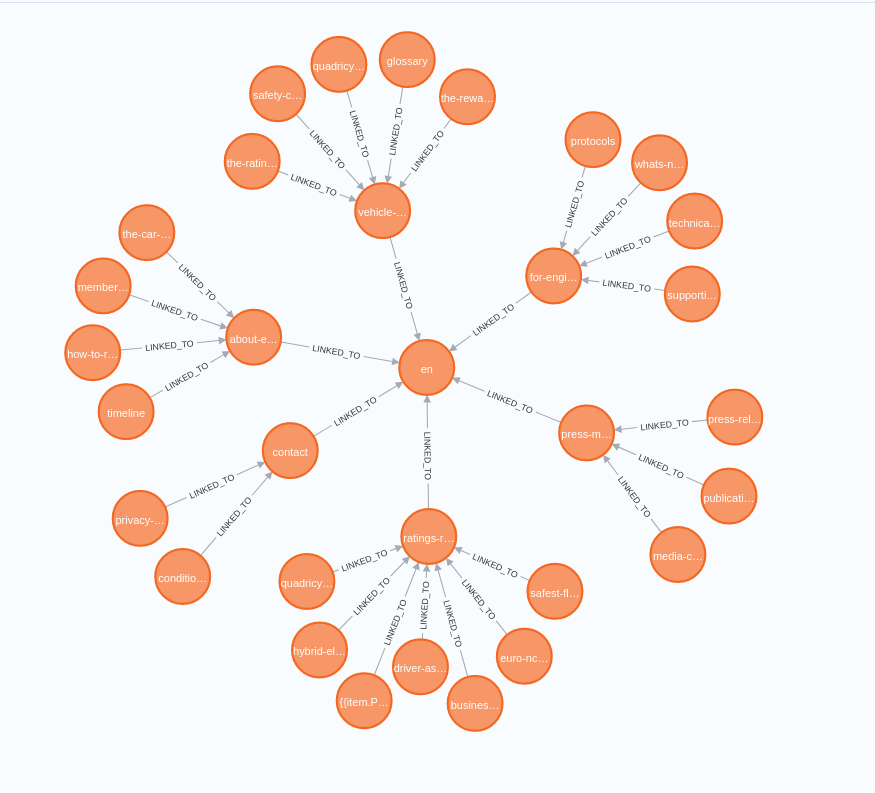 quadricy...
glossary
safety-c...
the-rewa...
LINKED_TO
LINKED_TO
LINKED_TO
LINKED_TO
protocols
the-ratin...
LINKED_TO
whats-n...
vehicle-...
LINKED_TO
LINKED_TO
technica...
the-car-...
LINKED_TO
LINKED_TO
LINKED_TO
for-engi...
LINKED_TO
supporti...
member...
LINKED_TO
LINKED_TO
LINKED_TO
about-e...
how-to-r...
LINKED_TO
LINKED_TO
en
LINKED_TO
timeline
LINKED_TO
LINKED_TO
press-rel...
LINKED_TO
press-m...
contact
LINKED_TO
LINKED_TO
LINKED_TO
publicati...
LINKED_TO
privacy-...
LINKED_TO
ratings-r...
media-c...
conditio...
LINKED_TO
LINKED_TO
quadricy...
safest-fl...
LINKED_TO
LINKED_TO
LINKED_TO
LINKED_TO
LINKED_TO
hybrid-el...
euro-nc...
driver-as...
{{item.P...
busines...